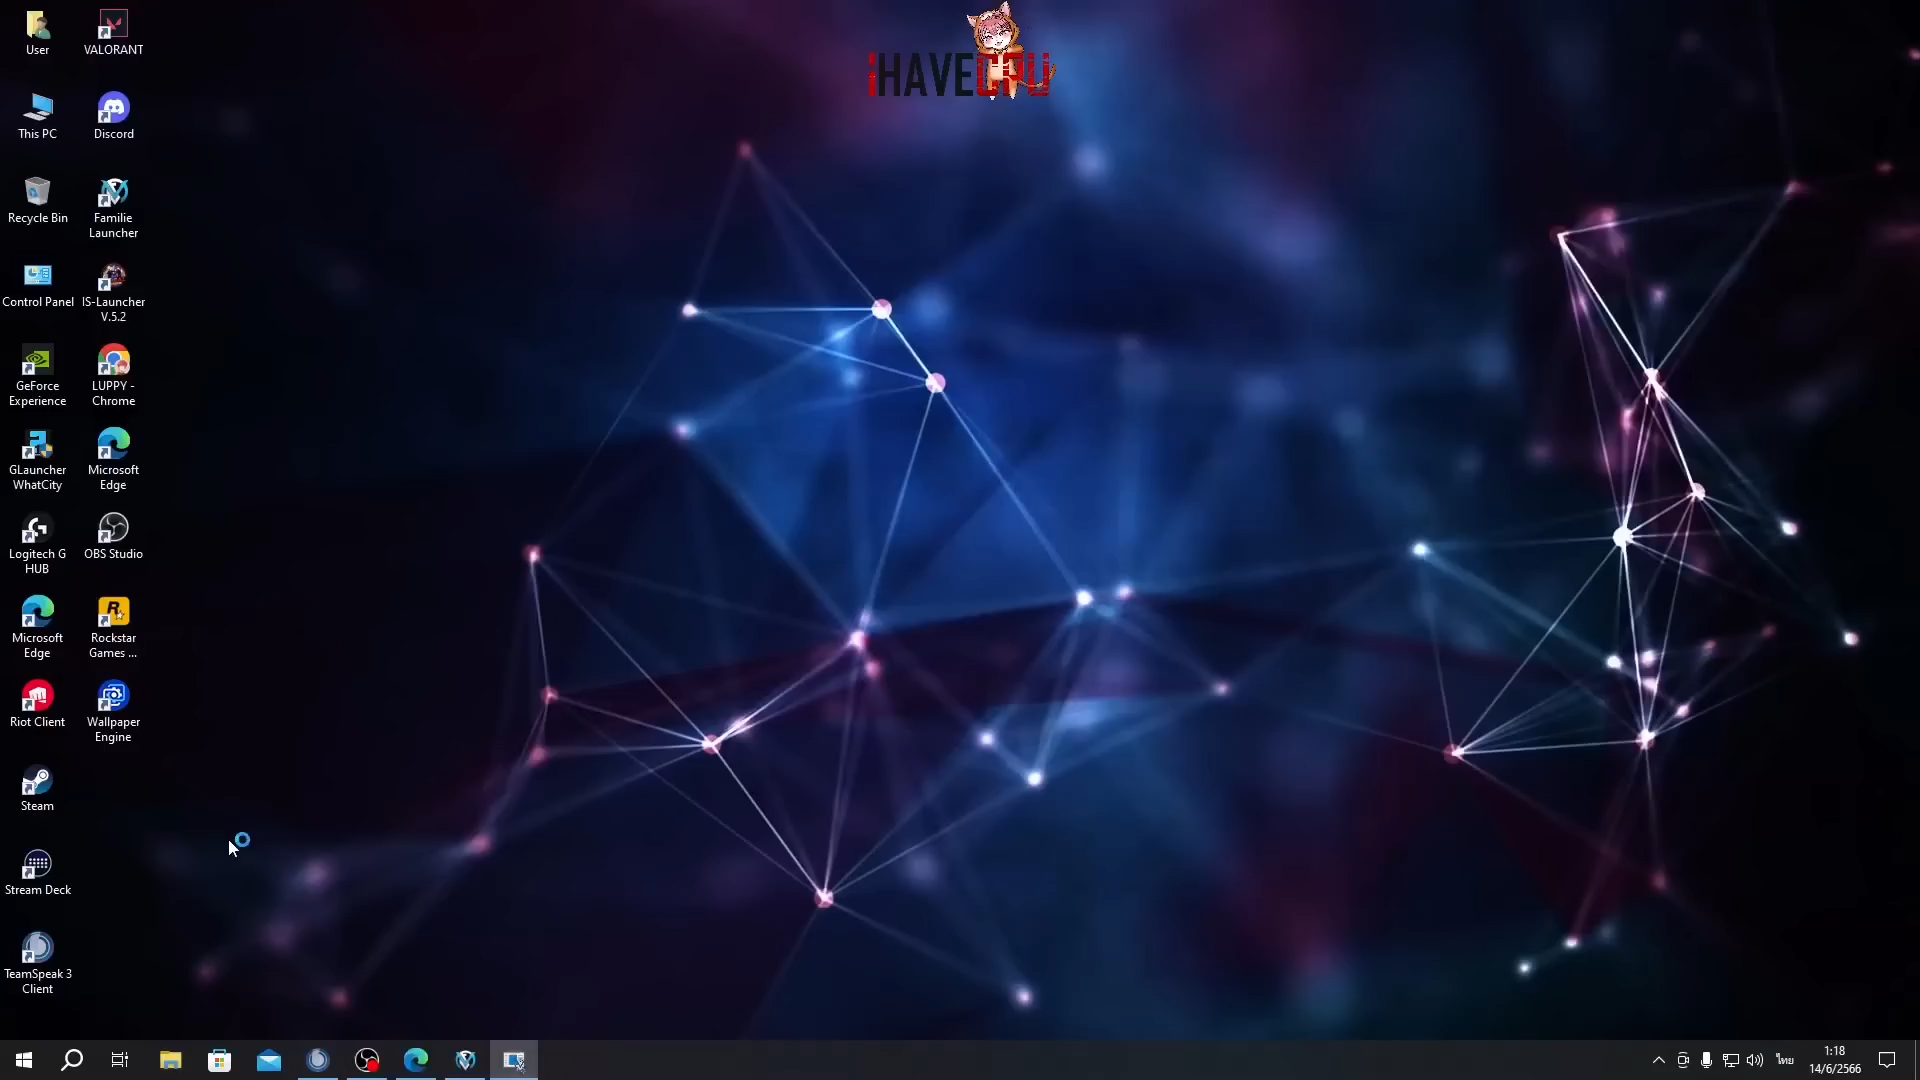 iHAVECPU
User
VALORANT
This PC
Discord
Recycle Bin
Familie
Launcher
Control Panel
IS-Launcher
V.5.2
GeForce
Experience
LUPPY -
Chrome
GLauncher
WhatCity
Microsoft
Edge
Logitech G
HUB
OBS Studio
Microsoft
Edge
Rockstar
Games ...
Riot Client
Wallpaper
Engine
Steam
Stream Deck
TeamSpeak 3
Client
ไทย
1:18
14/6/2566